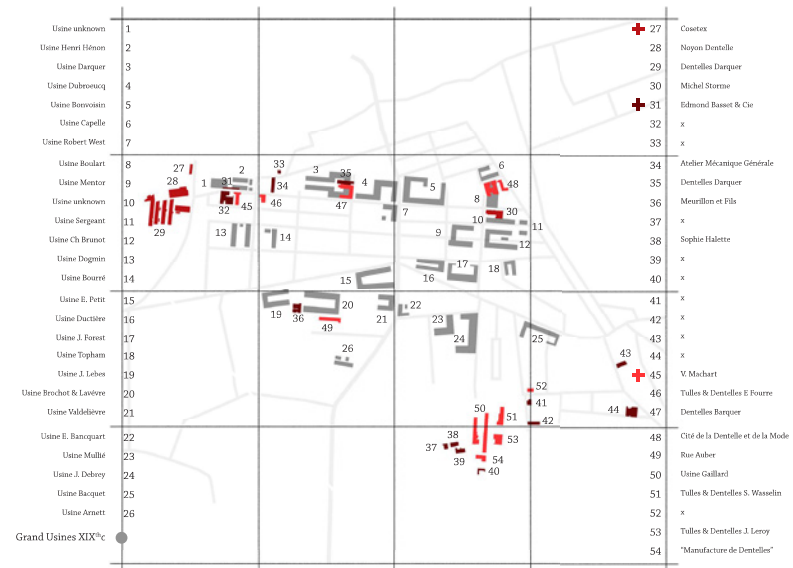 Usine unknown 1
Usine Henri Hénon 2
Usine Darquer 3
Usine Dubroeucq 4
Usine Bonvoisin 5
Usine Capelle 6
Usine Robert West 7
Usine Boulart 8
Usine Mentor 9
Usine unknown 10
Usine Sergeant 11
Usine Ch Brunot 12
Usine Dogmin 13
Usine Bourré 14
Usine E. Petit 15
Usine Ductière 16
Usine J. Forest 17
Usine Topham 18
Usine J. Lebes 19
Usine Brochot & Lavévre 20
Usine Valdelièvre 21
Usine E. Bancquart 22
Usine Mullié 23
Usine J. Debrey 24
Usine Bacquet 25
Usine Arnett 26
Grand Usines XIXthc
27 Cosetex
28 Noyon Dentelle
29 Dentelles Darquer
30 Michel Storme
31 Edmond Basset & Cie
32 x
33 x
34 Atelier Mécanique Générale
35 Dentelles Darquer
36 Meurillon et Fils
37 x
38 Sophie Halette
39 x
40 x
41 x
42 x
43 x
44 x
45 V. Machart
46 Tulles & Dentelles E Fourre
47 Dentelles Barquer
48 Cité de la Dentelle et de la Mode
49 Rue Auber
50 Usine Gaillard
51 Tulles & Dentelles S. Wasselin
52 x
53 Tulles & Dentelles J. Leroy
54 "Manufacture de Dentelles"
27
28
29
1
31
2
32
45
33
34
46
3
35
4
47
5
7
6
48
8
30
10
11
9
12
13
14
15
16
17
18
19
36
20
49
21
22
23
24
25
26
43
44
52
41
42
50
51
53
54
40
37
38
39